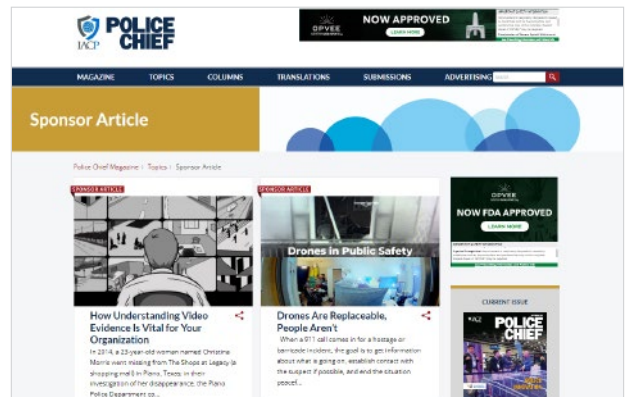 IACP
POLICE
CHIEF
OPVEE
NOW APPROVED
LEARN MORE
MAGAZINE TOPICS COLUMNS TRANSLATIONS SUBMISSIONS ADVERTISING
Sponsor Article
Police Chief Magazine Topics Sponsor Article
SPONSOR ARTICLE
How Understanding Video
Evidence Is Vital for Your
Organization
In 2014, a 23-year-old woman named Christina
Morris went missing from The Shops at Legacy (a
shopping mall) in Plano, Texas; in their
investigation of her disappearance, the Plano
Police Department co...
SPONSOR ARTICLE
Drones in Public Safety
Drones Are Replaceable,
People Aren't
When a 911 call comes in for a hostage or
barricade incident, the goal is to get information
about what is going on, establish contact with
the suspect if possible, and end the situation
peacef...
OPVEE
NOW FDA APPROVED
LEARN MORE
CURRENT ISSUE
POLICE
CHIEF